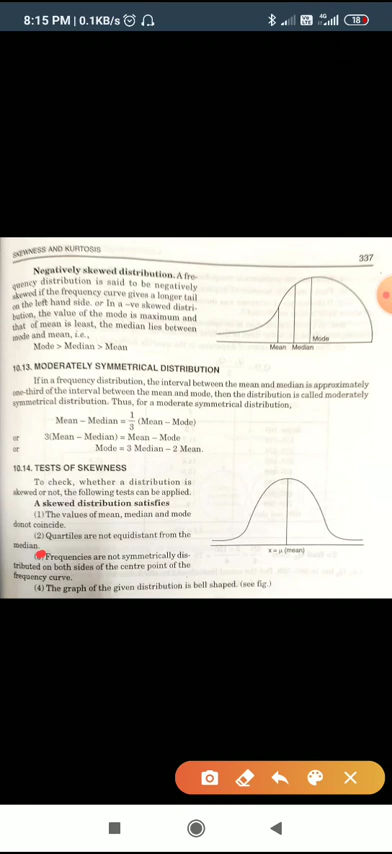 8:15 PM | 0.1KB/s
4G
18
SKEWNESS AND KURTOSIS
337
Negatively skewed distribution. A fre-
quency distribution is said to be negatively
skewed if the frequency curve gives a longer tail
on the left hand side. or In a –ve skewed distri-
bution, the value of the mode is maximum and
that of mean is least, the median lies between
mode and mean, i.e.,
Mode > Median > Mean
Mode
Mean Median
10.13. MODERATELY SYMMETRICAL DISTRIBUTION
If in a frequency distribution, the interval between the mean and median is approximately
one-third of the interval between the mean and mode, then the distribution is called moderately
symmetrical distribution. Thus, for a moderate symmetrical distribution,
Mean – Median = 1/3 (Mean – Mode)
or 3(Mean – Median) = Mean – Mode
or Mode = 3 Median – 2 Mean.
10.14. TESTS OF SKEWNESS
To check, whether a distribution is
skewed or not, the following tests can be applied.
A skewed distribution satisfies
(1) The values of mean, median and mode
donot coincide.
(2) Quartiles are not equidistant from the
median.
Frequencies are not symmetrically dis-
tributed on both sides of the centre point of the
frequency curve.
(4) The graph of the given distribution is bell shaped. (see fig.)
x = μ (mean)